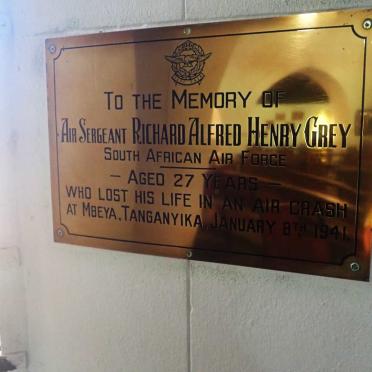 TO THE MEMORY OF
AIR SERGEANT RICHARD ALFRED HENRY GREY
SOUTH AFRICAN AIR FORCE
— AGED 27 YEARS —
WHO LOST HIS LIFE IN AN AIR CRASH
AT MBEYA, TANGANYIKA, JANUARY 8TH 1941.